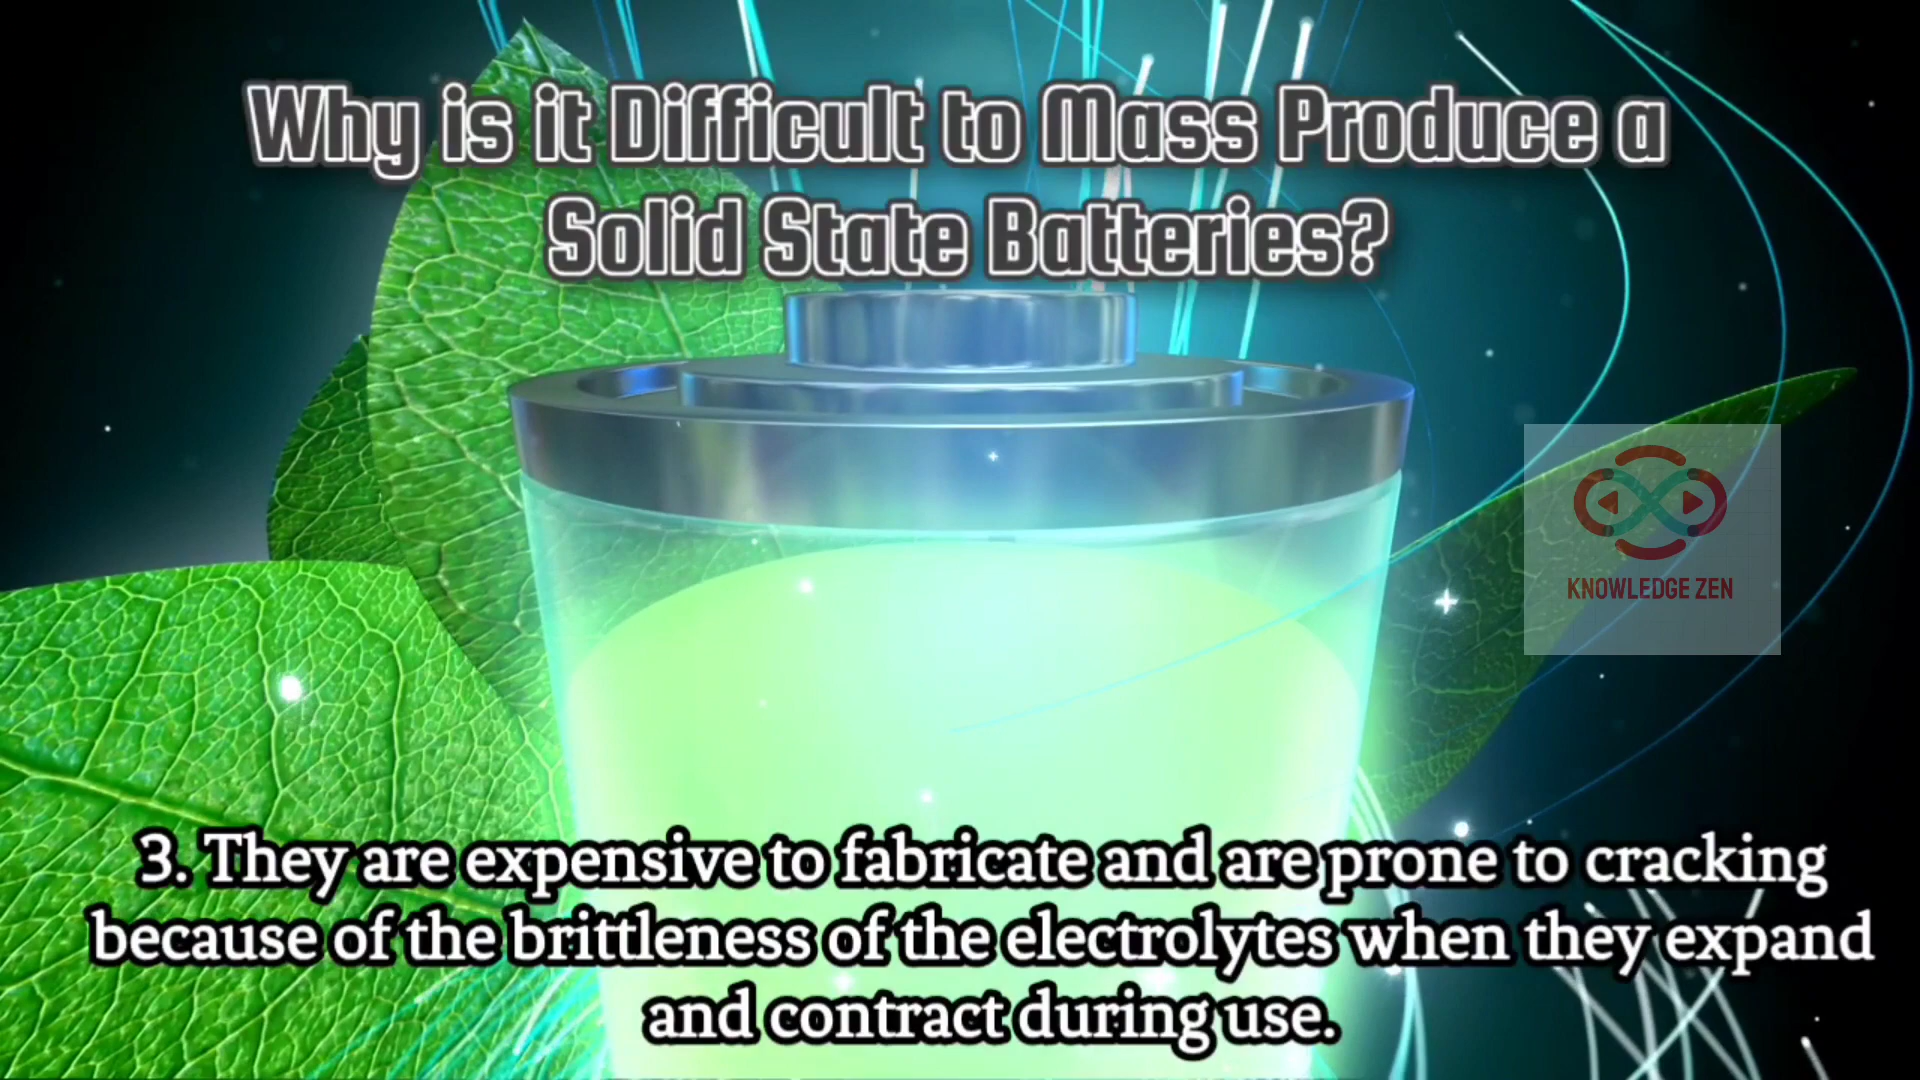 Why is it Difficult to Mass Produce a
Solid State Batteries?
KNOWLEDGE ZEN
3. They are expensive to fabricate and are prone to cracking
because of the brittleness of the electrolytes when they expand
and contract during use.